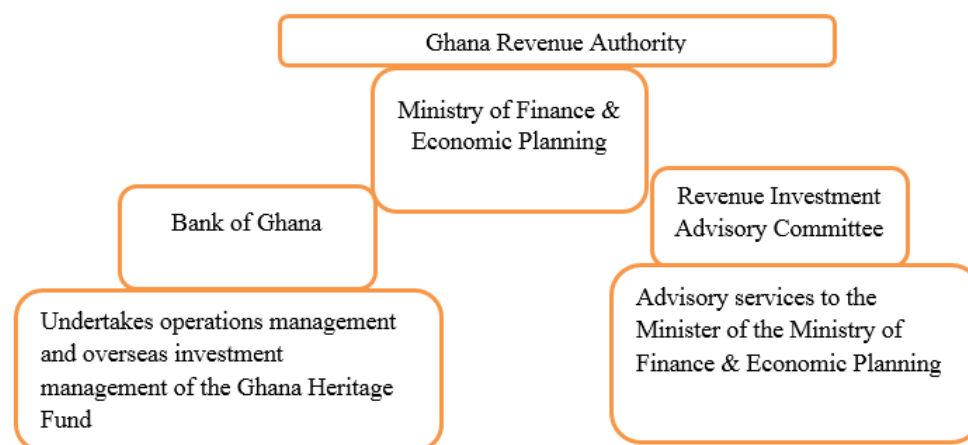 Ghana Revenue Authority
Ministry of Finance &
Economic Planning
Bank of Ghana
Revenue Investment
Advisory Committee
Undertakes operations management
and overseas investment
management of the Ghana Heritage
Fund
Advisory services to the
Minister of the Ministry of
Finance & Economic Planning